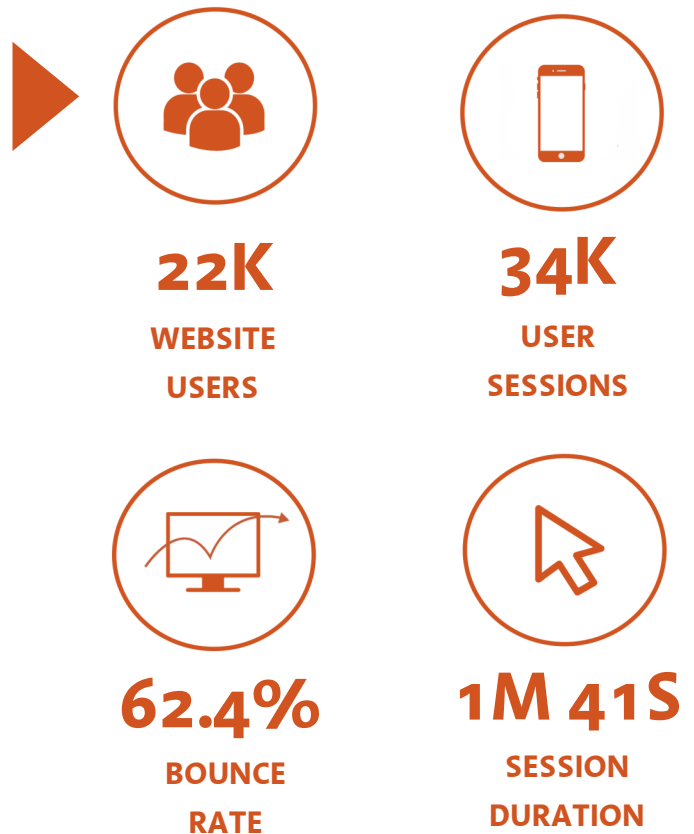 22K
WEBSITE
USERS
34K
USER
SESSIONS
62.4%
BOUNCE
RATE
1M 41S
SESSION
DURATION